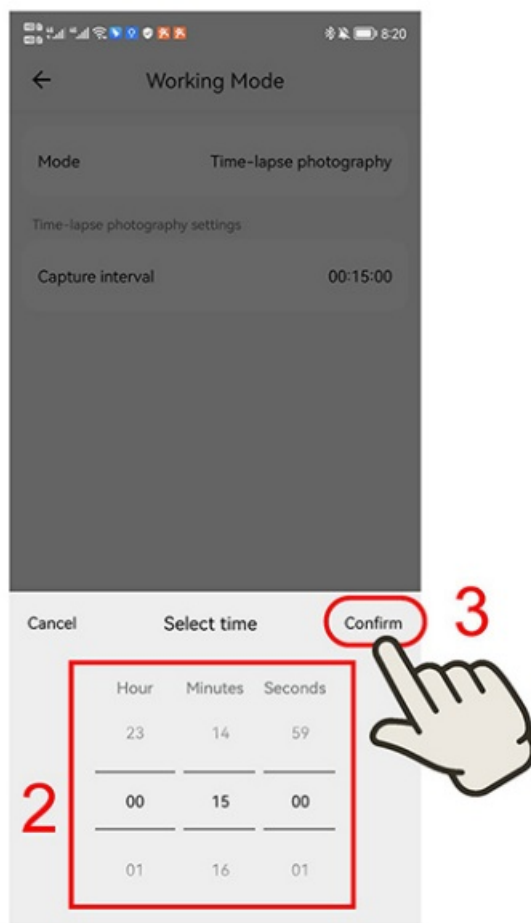 8:20
Working Mode
Mode Time-lapse photography
Time-lapse photography settings
Capture interval 00:15:00
Cancel Select time Confirm 3
Hour Minutes Seconds
23 14 59
2 00 15 00
01 16 01